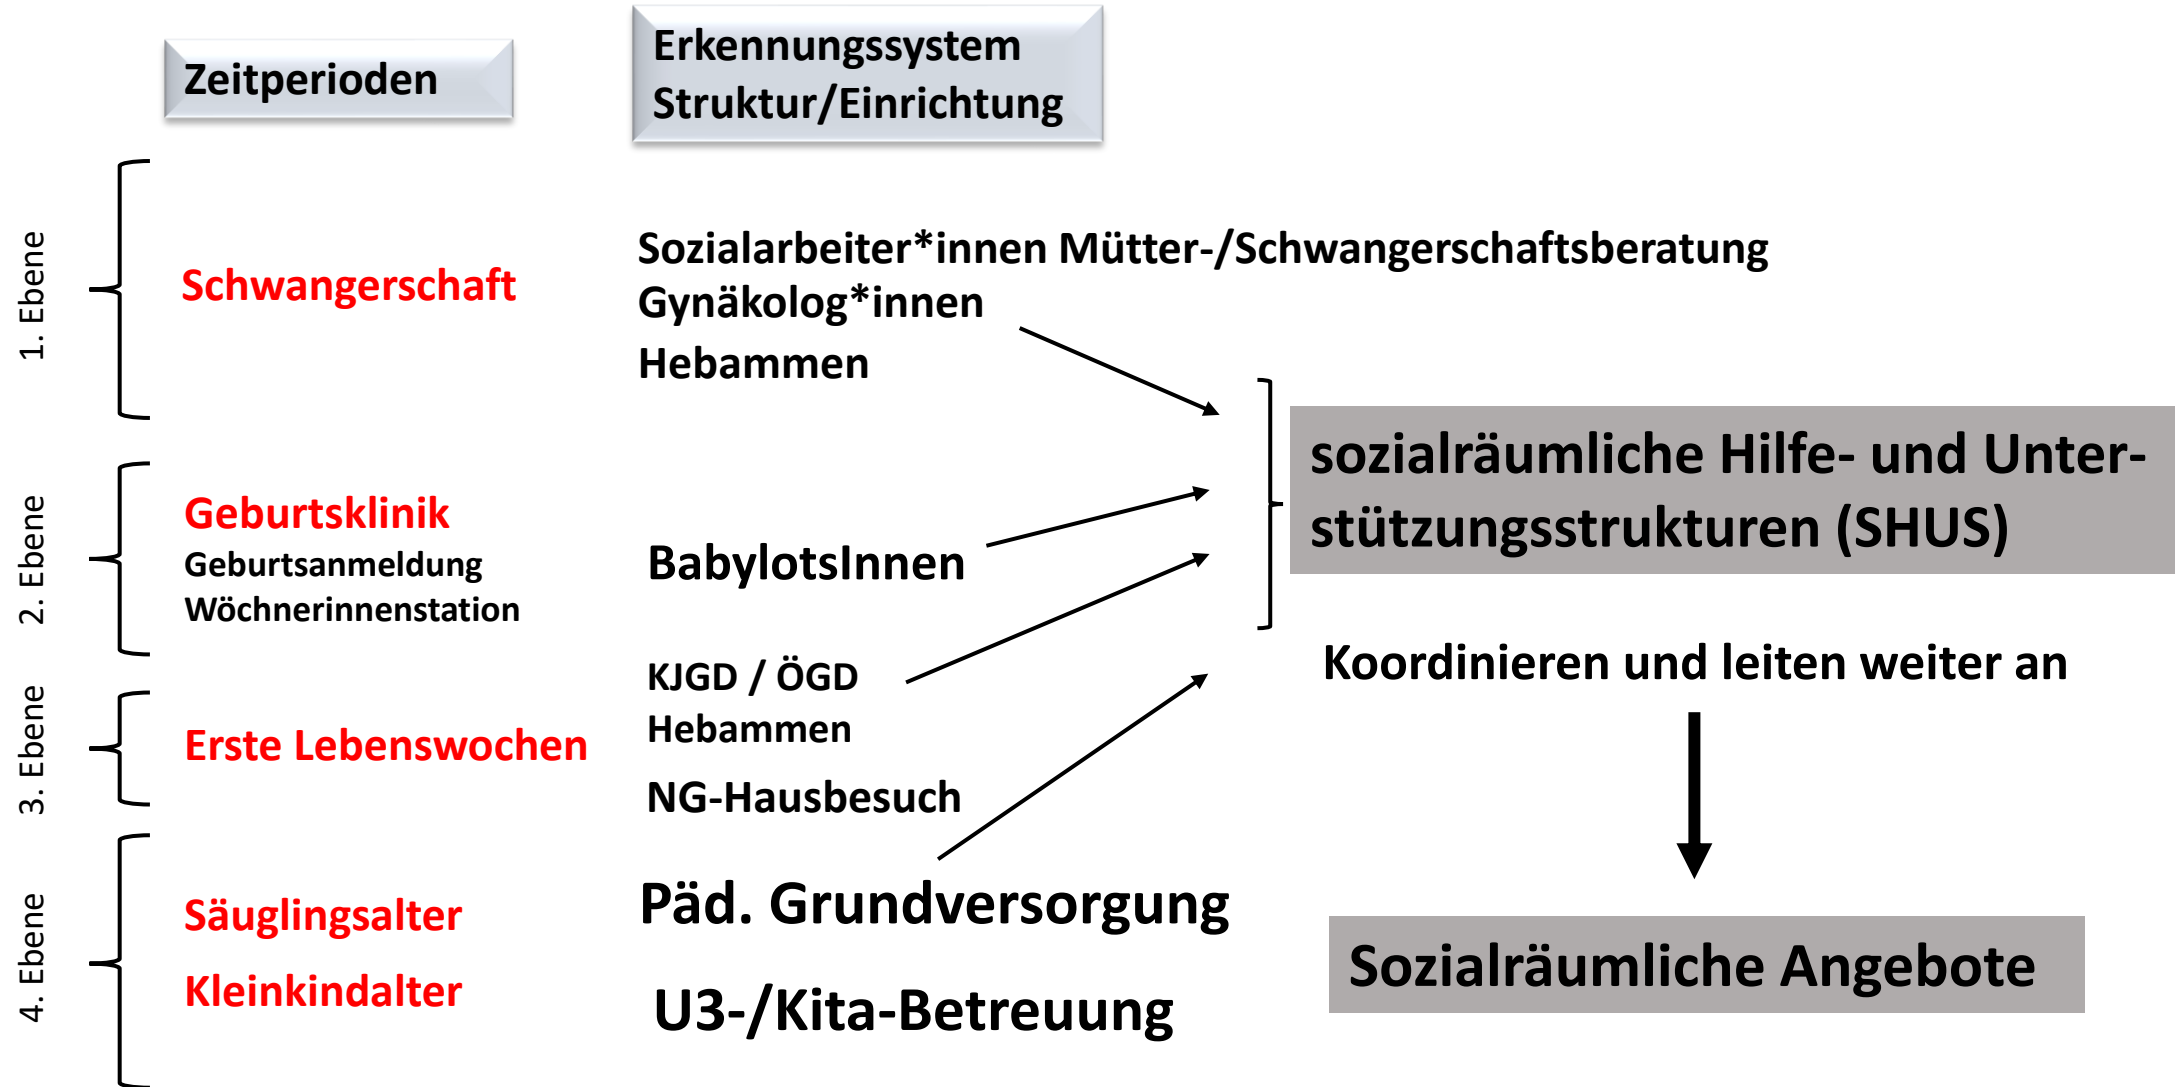 Zeitperioden
Erkennungssystem
Struktur/Einrichtung
1. Ebene
Schwangerschaft
Sozialarbeiter*innen Mütter-/Schwangerschaftsberatung
Gynäkolog*innen
Hebammen
2. Ebene
Geburtsklinik
Geburtsanmeldung
Wöchnerinnenstation
BabylotsInnen
3. Ebene
Erste Lebenswochen
KJGD / ÖGD
Hebammen
NG-Hausbesuch
4. Ebene
Säuglingsalter
Kleinkindalter
Päd. Grundversorgung
U3-/Kita-Betreuung
sozialräumliche Hilfe- und Unter-
stützungsstrukturen (SHUS)
Koordinieren und leiten weiter an
Sozialräumliche Angebote